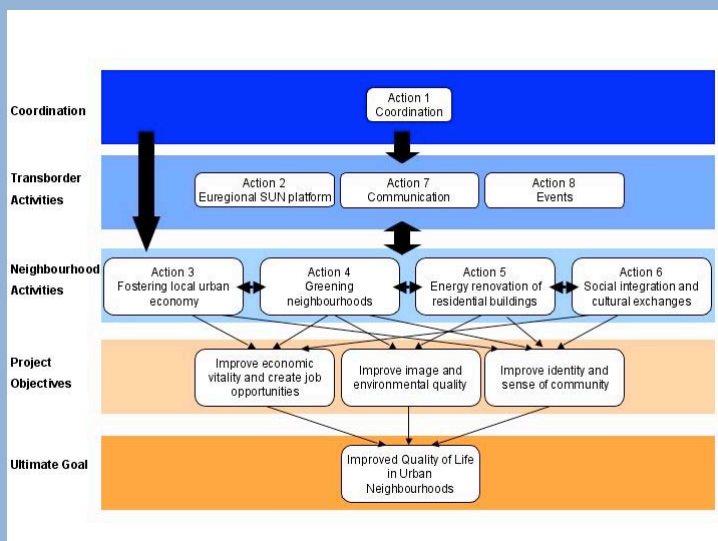 Coordination
Action 1
Coordination
Transborder
Activities
Action 2
Euregional SUN platform
Action 7
Communication
Action 8
Events
Neighbourhood
Activities
Action 3
Fostering local urban
economy
Action 4
Greening
neighbourhoods
Action 5
Energy renovation of
residential buildings
Action 6
Social integration and
cultural exchanges
Project
Objectives
Improve economic
vitality and create job
opportunities
Improve image and
environmental quality
Improve identity and
sense of community
Ultimate Goal
Improved Quality of Life
in Urban
Neighbourhoods